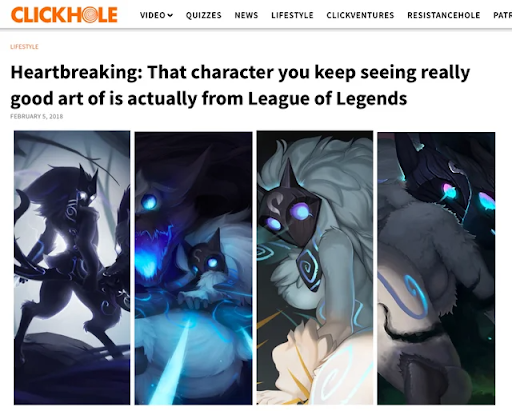 CLICKHOLE
VIDEO QUIZZES NEWS LIFESTYLE CLICKVENTURES RESISTANCEHOLE PATR
LIFESTYLE
Heartbreaking: That character you keep seeing really
good art of is actually from League of Legends
FEBRUARY 5, 2018